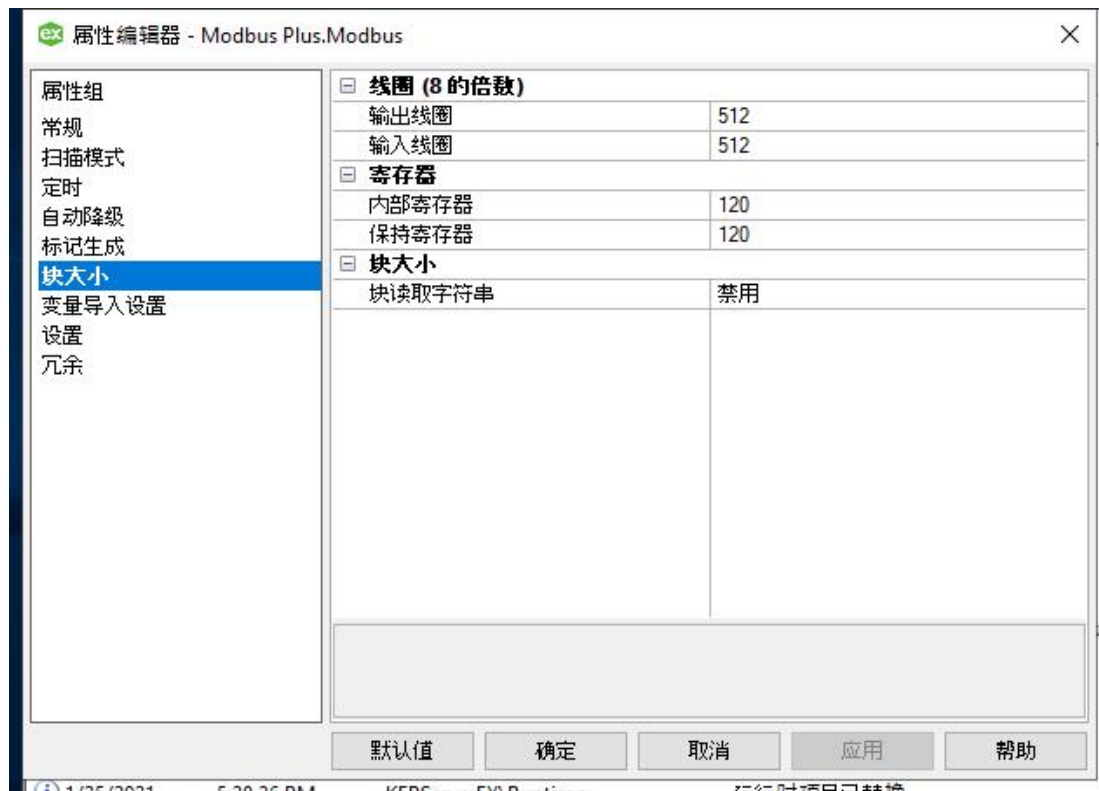 属性编辑器 - Modbus Plus.Modbus
属性组
常规
扫描模式
定时
自动降级
标记生成
块大小
变量导入设置
设置
冗余
线圈 (8 的倍数)
输出线圈 512
输入线圈 512
寄存器
内部寄存器 120
保持寄存器 120
块大小
块读取字符串 禁用
默认值 确定 取消 应用 帮助